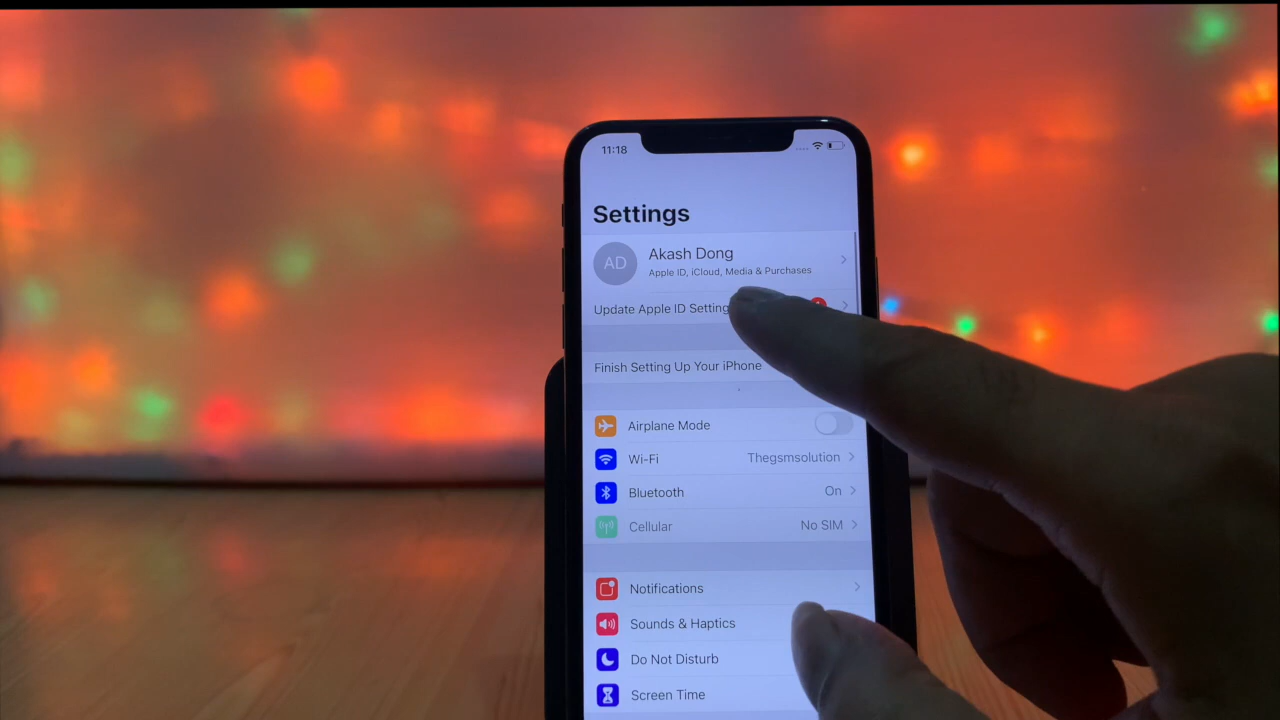 11:18
Settings
AD
Akash Dong
Apple ID, iCloud, Media & Purchases
Update Apple ID Setting
Finish Setting Up Your iPhone
Airplane Mode
Wi-Fi Thegsmsolution
Bluetooth On
Cellular No SIM
Notifications
Sounds & Haptics
Do Not Disturb
Screen Time